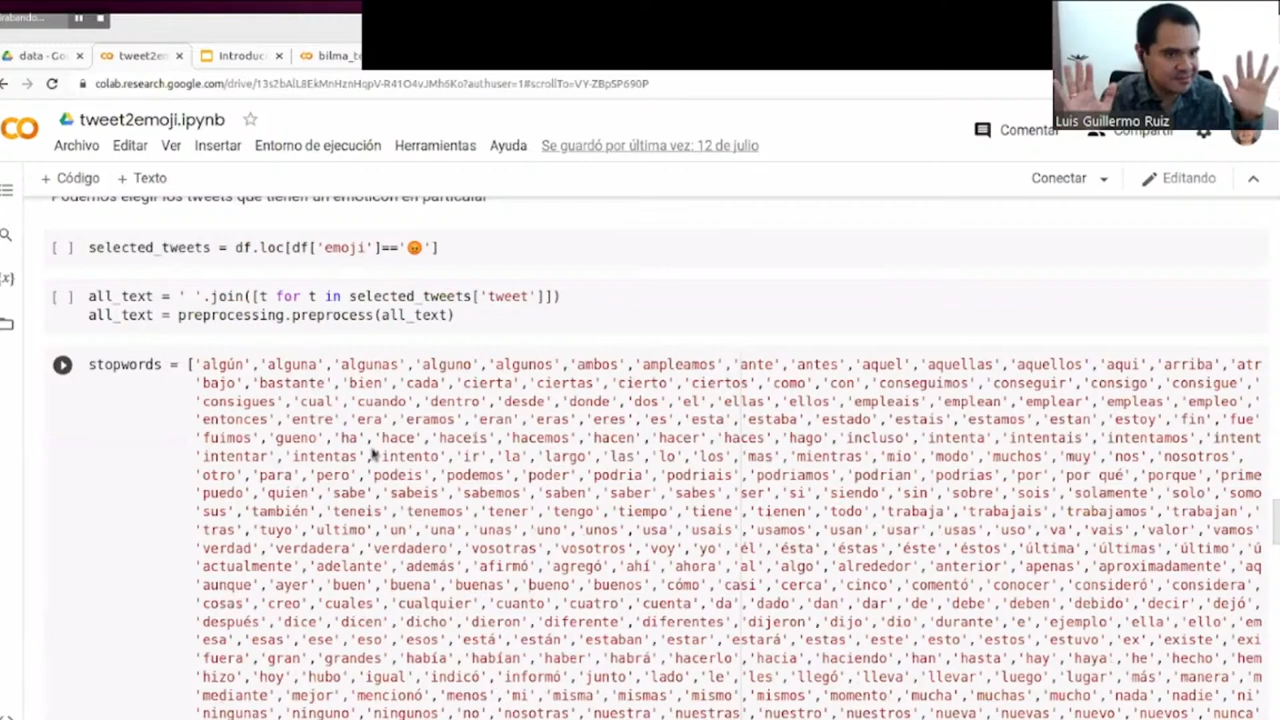 rabando...
data - Go
tweet2en
Introduc
bilma_te
colab.research.google.com/drive/13s2bAlL8EkMnHznHqpV-R41O4vJMh6Ko?authuser=1#scrollTo=VY-ZBpSP690P
Luis Guillermo Ruiz
tweet2emoji.ipynb
Comentar
Compartir
Archivo Editar Ver Insertar Entorno de ejecución Herramientas Ayuda Se guardó por última vez: 12 de julio
+ Código + Texto
Conectar
Editando
Podemos elegir los tweets que tienen un emoticon en particular
[ ] selected_tweets = df.loc[df['emoji']=='😡']
[ ] all_text = ' '.join([t for t in selected_tweets['tweet']])
all_text = preprocessing.preprocess(all_text)
stopwords = ['algún','alguna','algunas','alguno','algunos','ambos','ampleamos','ante','antes','aquel','aquellas','aquellos','aqui','arriba','atr
'bajo','bastante','bien','cada','cierta','ciertas','cierto','ciertos','como','con','conseguimos','conseguir','consigo','consigue',
'consigues','cual','cuando','dentro','desde','donde','dos','el','ellas','ellos','empleais','emplean','emplear','empleas','empleo',
'entonces','entre','era','eramos','eran','eras','eres','es','esta','estaba','estado','estais','estamos','estan','estoy','fin','fue'
'fuimos','gueno','ha','hace','haceis','hacemos','hacen','hacer','haces','hago','incluso','intenta','intentais','intentamos','intent
'intentar','intentas','intento','ir','la','largo','las','lo','los','mas','mientras','mio','modo','muchos','muy','nos','nosotros',
'otro','para','pero','podeis','podemos','poder','podria','podriais','podriamos','podrian','podrias','por','por qué','porque','prime
'puedo','quien','sabe','sabeis','sabemos','saben','saber','sabes','ser','si','siendo','sin','sobre','sois','solamente','solo','somo
'sus','también','teneis','tenemos','tener','tengo','tiempo','tiene','tienen','todo','trabaja','trabajais','trabajamos','trabajan','
'tras','tuyo','ultimo','un','una','unas','uno','unos','usa','usais','usamos','usan','usar','usas','uso','va','vais','valor','vamos'
'verdad','verdadera','verdadero','vosotras','vosotros','voy','yo','él','ésta','éstas','éste','éstos','última','últimas','último','ú
'actualmente','adelante','además','afirmó','agregó','ahí','ahora','al','algo','alrededor','anterior','apenas','aproximadamente','aq
'aunque','ayer','buen','buena','buenas','bueno','buenos','cómo','casi','cerca','cinco','comentó','conocer','consideró','considera',
'cosas','creo','cuales','cualquier','cuanto','cuatro','cuenta','da','dado','dan','dar','de','debe','deben','debido','decir','dejó',
'después','dice','dicen','dicho','dieron','diferente','diferentes','dijeron','dijo','dio','durante','e','ejemplo','ella','ello','em
'esa','esas','ese','eso','esos','está','están','estaban','estar','estará','estas','este','esto','estos','estuvo','ex','existe','exi
'fuera','gran','grandes','había','habían','haber','habrá','hacerlo','hacia','haciendo','han','hasta','hay','haya','he','hecho','hem
'hizo','hoy','hubo','igual','indicó','informó','junto','lado','le','les','llegó','lleva','llevar','luego','lugar','más','manera','m
'mediante','mejor','mencionó','menos','mi','misma','mismas','mismo','mismos','momento','mucha','muchas','mucho','nada','nadie','ni'
'ningunas','ninguno','ningunos','no','nosotras','nuestra','nuestras','nuestro','nuestros','nueva','nuevas','nuevo','nuevos','nunca'